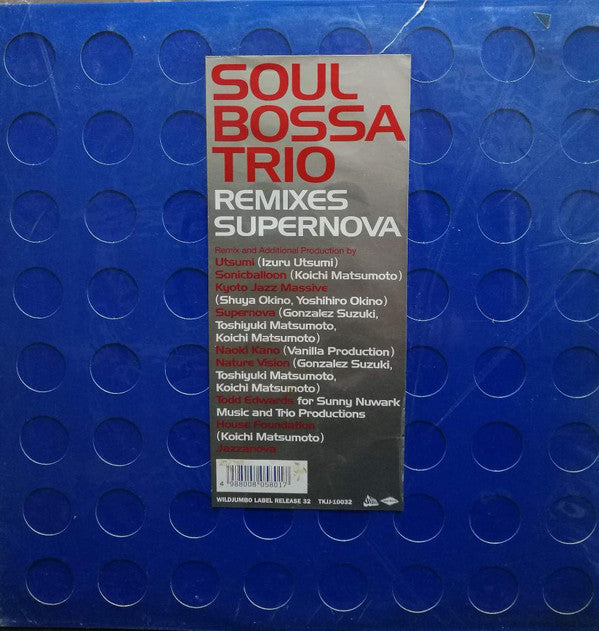 SOUL
BOSSA
TRIO
REMIXES
SUPERNOVA
Remix and Additional Production by
Utsumi (Izuru Utsumi)
Sonicballoon (Koichi Matsumoto)
Kyoto Jazz Massive
(Shuya Okino, Yoshihiro Okino)
Supernova (Gonzalez Suzuki,
Toshiyuki Matsumoto,
Koichi Matsumoto)
Naoki Kano (Vanilla Production)
Nature Vision (Gonzalez Suzuki,
Toshiyuki Matsumoto,
Koichi Matsumoto)
Todd Edwards for Sunny Nuwark
Music and Trio Productions
House Foundation
(Koichi Matsumoto)
Jazzanova
4 988008 058017
WILDJUMBO LABEL RELEASE 32 TKJJ-10032